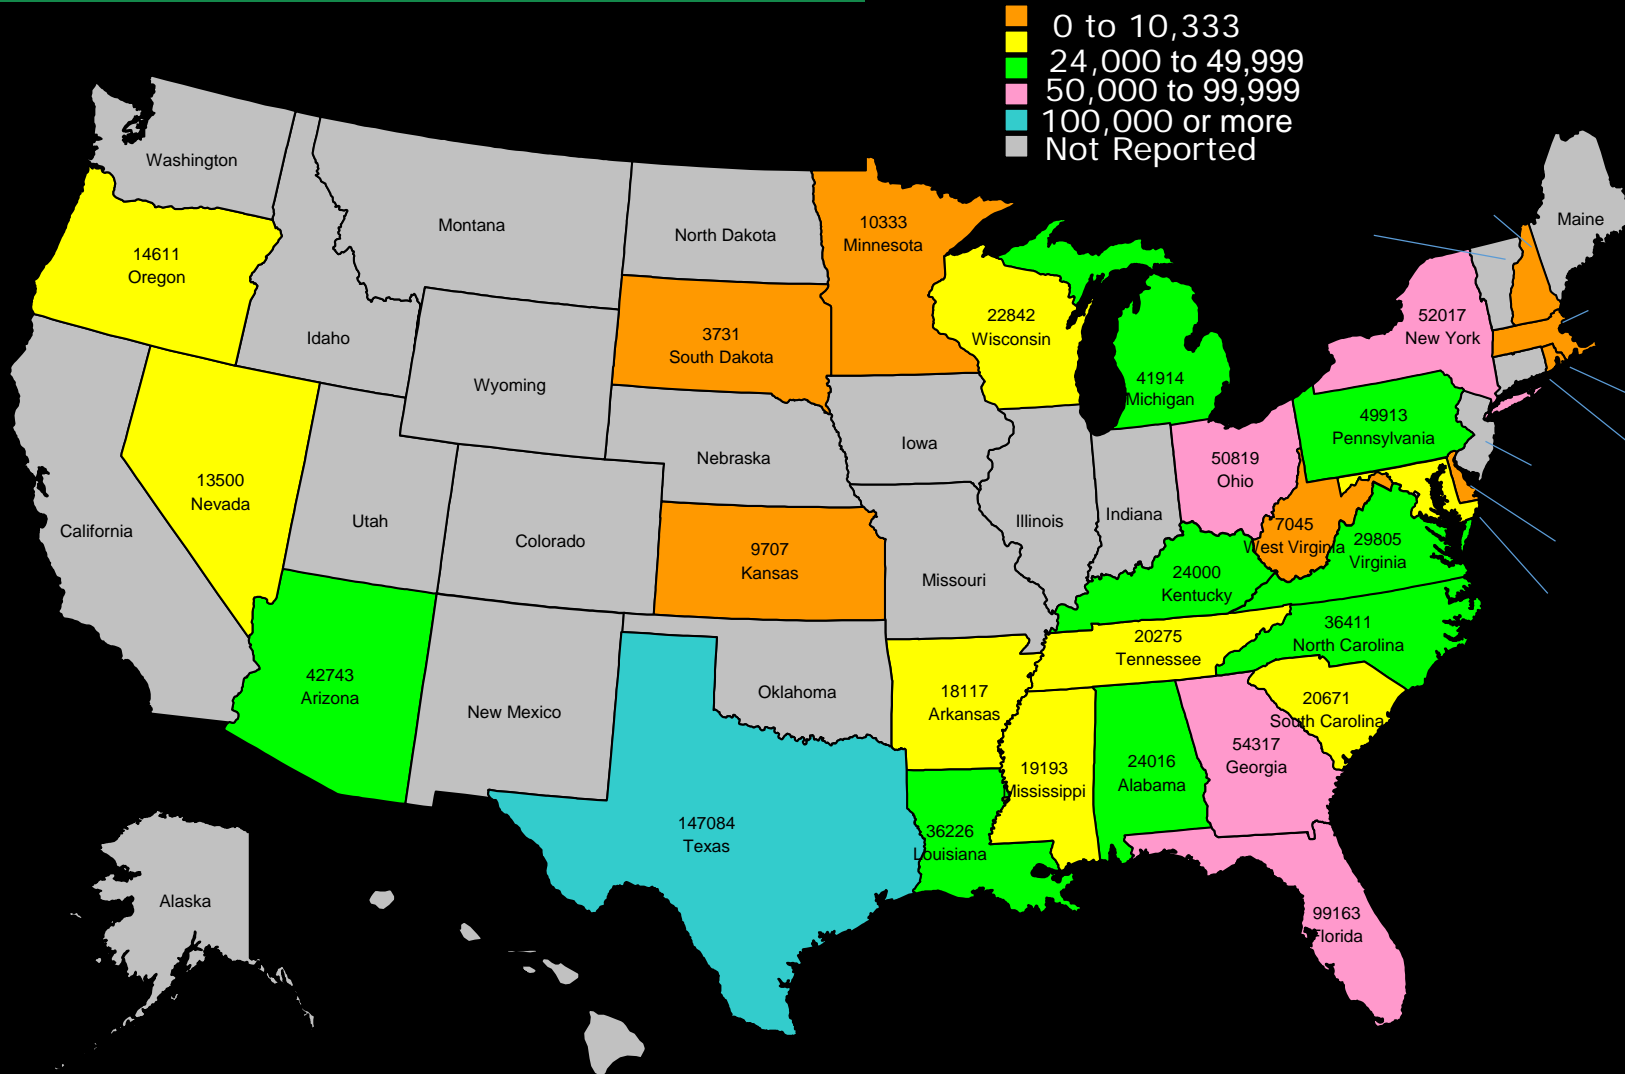 0 to 10,333
24,000 to 49,999
50,000 to 99,999
100,000 or more
Not Reported
Washington
Montana
North Dakota
10333
Minnesota
Maine
14611
Oregon
Idaho
3731
South Dakota
22842
Wisconsin
52017
New York
Wyoming
41914
Michigan
49913
Pennsylvania
Iowa
Nebraska
50819
Ohio
13500
Nevada
Utah
California
Colorado
Illinois
Indiana
7045
West Virginia
29805
Virginia
9707
Kansas
Missouri
24000
Kentucky
36411
North Carolina
20275
Tennessee
42743
Arizona
New Mexico
Oklahoma
18117
Arkansas
20671
South Carolina
19193
Mississippi
24016
Alabama
54317
Georgia
147084
Texas
36226
Louisiana
Alaska
99163
Florida